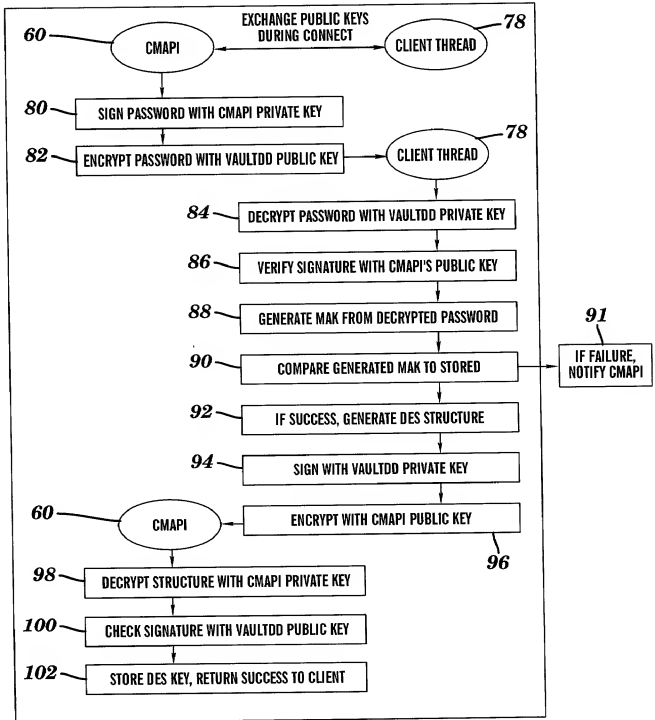 EXCHANGE PUBLIC KEYS
DURING CONNECT
60
CMAPI
CLIENT THREAD
78
80
SIGN PASSWORD WITH CMAPI PRIVATE KEY
82
ENCRYPT PASSWORD WITH VAULTDD PUBLIC KEY
CLIENT THREAD
78
84
DECRYPT PASSWORD WITH VAULTDD PRIVATE KEY
86
VERIFY SIGNATURE WITH CMAPI'S PUBLIC KEY
88
GENERATE MAK FROM DECRYPTED PASSWORD
90
COMPARE GENERATED MAK TO STORED
91
IF FAILURE,
NOTIFY CMAPI
92
IF SUCCESS, GENERATE DES STRUCTURE
94
SIGN WITH VAULTDD PRIVATE KEY
60
CMAPI
ENCRYPT WITH CMAPI PUBLIC KEY
96
98
DECRYPT STRUCTURE WITH CMAPI PRIVATE KEY
100
CHECK SIGNATURE WITH VAULTDD PUBLIC KEY
102
STORE DES KEY, RETURN SUCCESS TO CLIENT